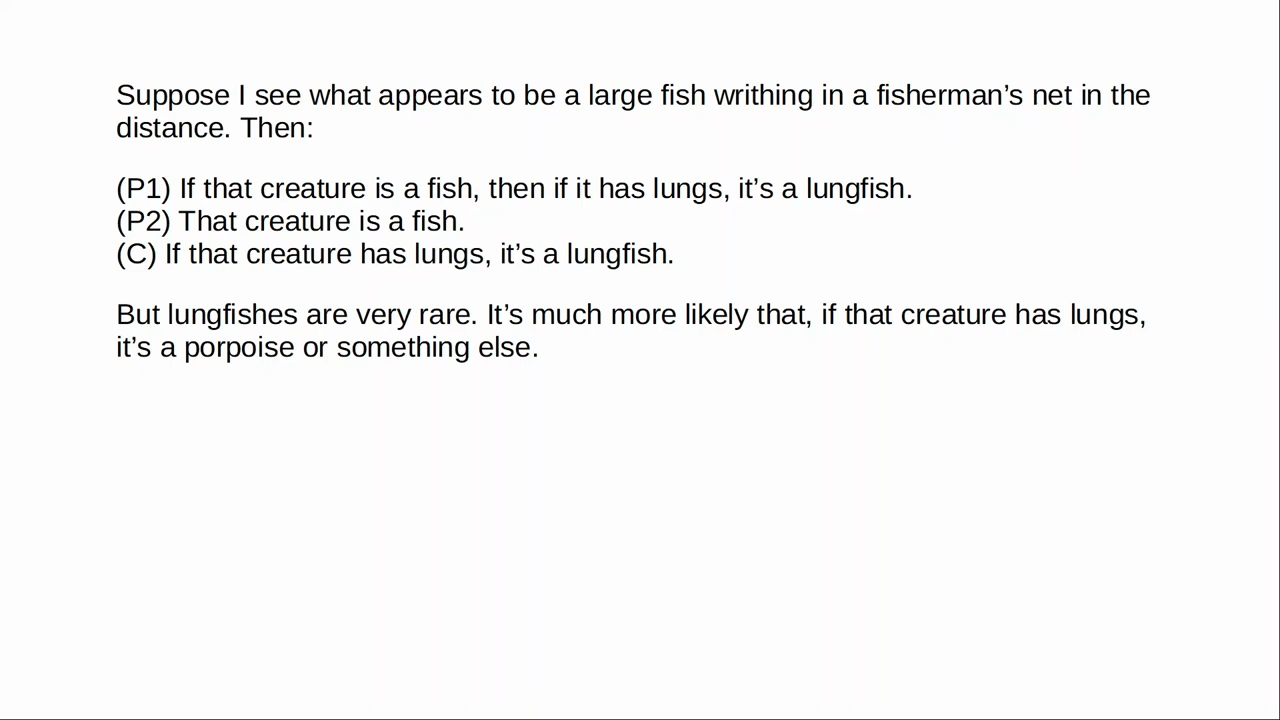 Suppose I see what appears to be a large fish writhing in a fisherman’s net in the
distance. Then:
(P1) If that creature is a fish, then if it has lungs, it’s a lungfish.
(P2) That creature is a fish.
(C) If that creature has lungs, it’s a lungfish.
But lungfishes are very rare. It’s much more likely that, if that creature has lungs,
it’s a porpoise or something else.